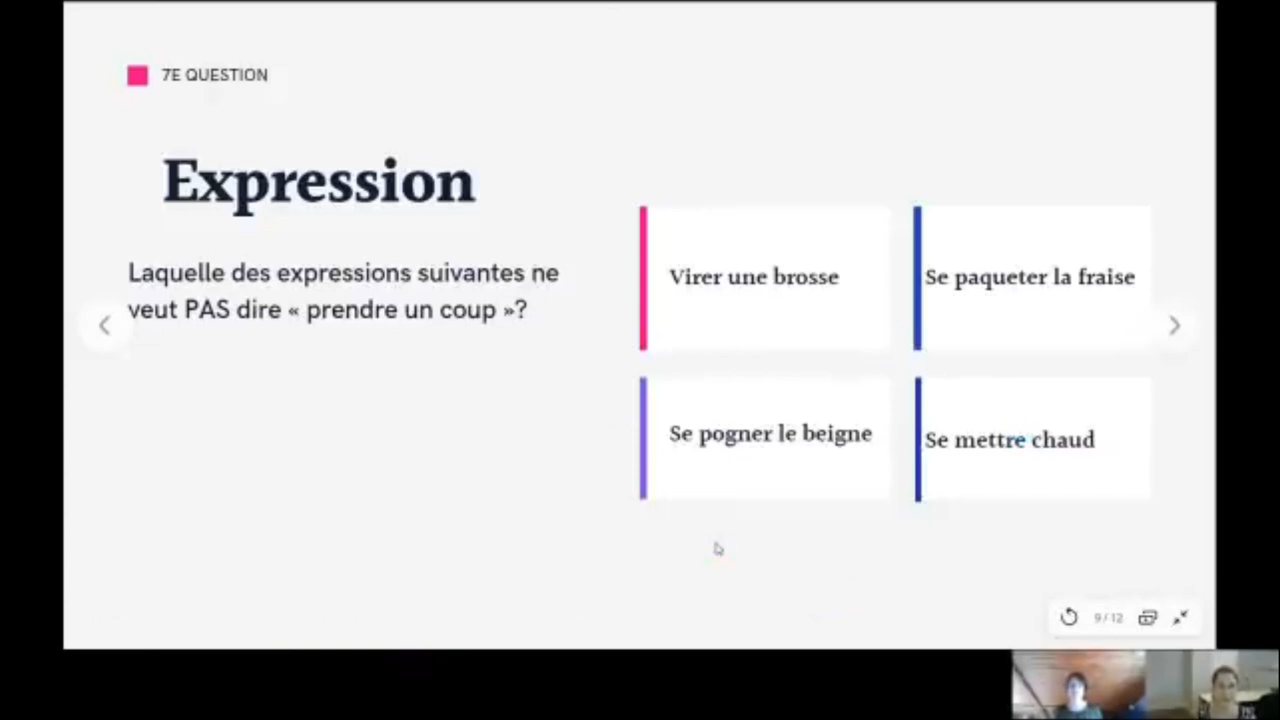 7E QUESTION
Expression
Laquelle des expressions suivantes ne
veut PAS dire « prendre un coup »?
Virer une brosse
Se paqueter la fraise
Se pogner le beigne
Se mettre chaud
9/12